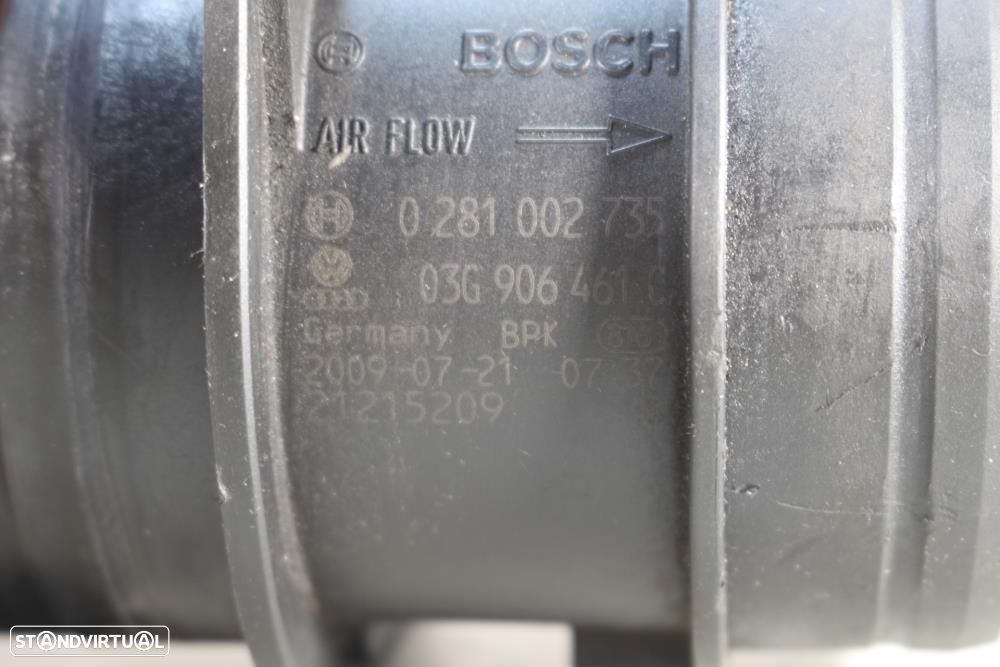 BOSCH
AIR FLOW
0 281 002 735
03G 906 461 C
Germany BPK
2009-07-21 07:37
21215209
STANDVIRTUAL